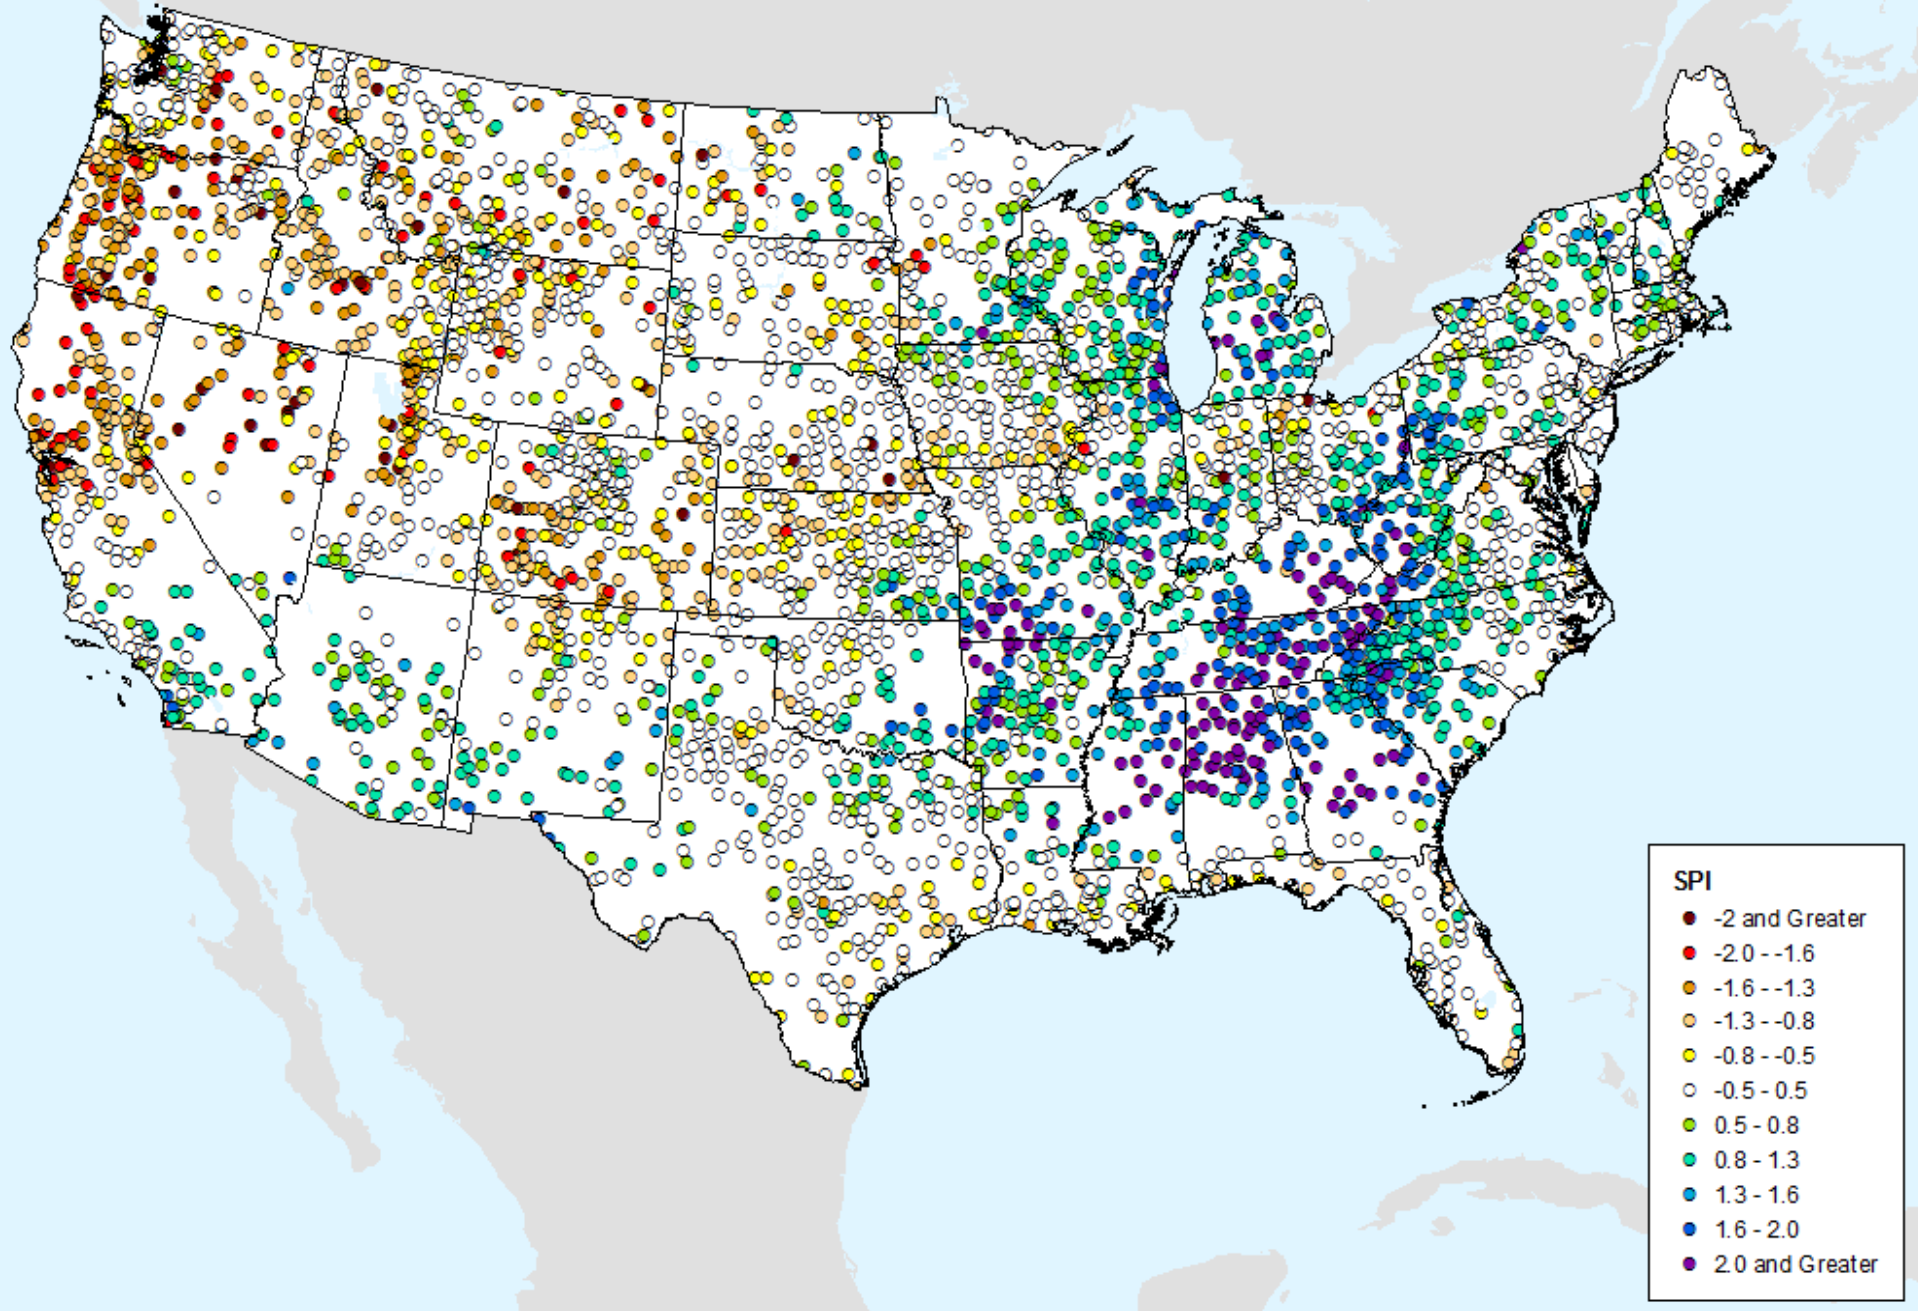 SPI
-2 and Greater
-2.0 - -1.6
-1.6 - -1.3
-1.3 - -0.8
-0.8 - -0.5
-0.5 - 0.5
0.5 - 0.8
0.8 - 1.3
1.3 - 1.6
1.6 - 2.0
2.0 and Greater